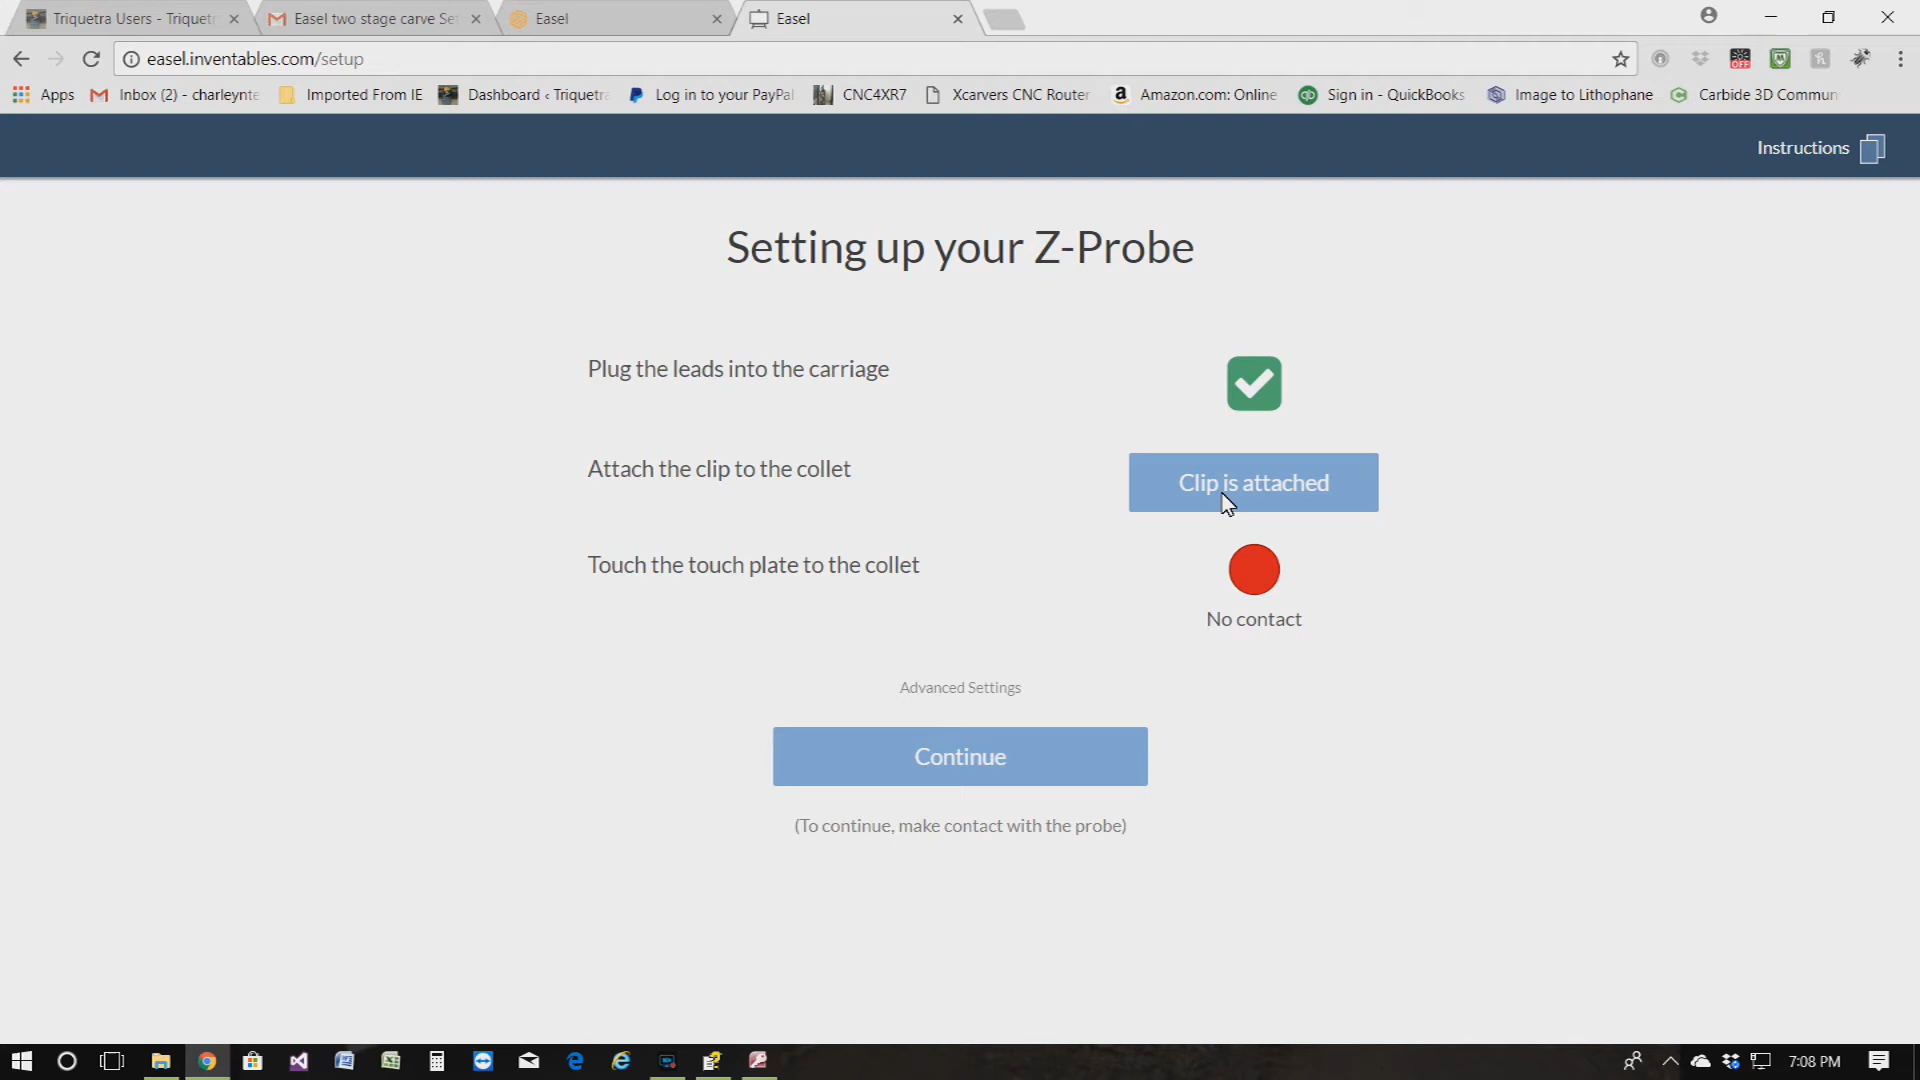 Triquetra Users - Triquetr
Easel two stage carve Set
Easel
Easel
easel.inventables.com/setup
Apps
Inbox (2) - charleynte
Imported From IE
Dashboard ‹ Triquetra
Log in to your PayPal
CNC4XR7
Xcarvers CNC Router
Amazon.com: Online
Sign in - QuickBooks
Image to Lithophane
Carbide 3D Commun
OFF
Instructions
Setting up your Z-Probe
Plug the leads into the carriage
Attach the clip to the collet
Clip is attached
Touch the touch plate to the collet
No contact
Advanced Settings
Continue
(To continue, make contact with the probe)
7:08 PM